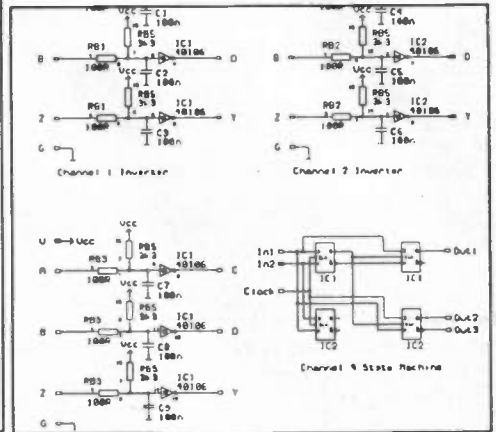 C1
100n
Vcc
RB5
3k3
IC1
40106
B
RB1
100R
D
C2
100n
Vcc
RB5
3k3
IC1
40106
Z
RG1
100R
Y
C3
100n
G
Channel 1 Inverter
C4
100n
Vcc
RB5
3k3
IC2
40106
B
RB2
100R
D
C5
100n
Vcc
RB5
3k3
IC2
40106
Z
RB2
100R
Y
C6
100n
G
Channel 2 Inverter
Vcc
V
Vcc
RB5
3k3
IC1
40106
A
RB3
100R
C
C7
100n
RB5
3k3
IC1
40106
B
RB3
100R
D
C8
100n
RB5
3k3
IC1
40106
Z
RB3
100R
Y
C9
100n
G
In1
In2
Clock
IC1
IC1
Out1
IC2
IC2
Out2
Out3
Channel 4 State Machine